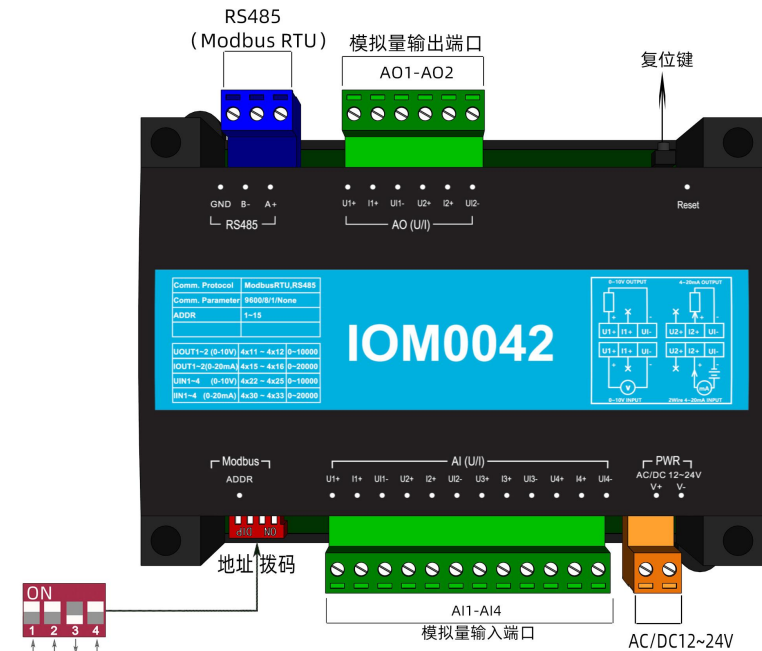 RS485
（Modbus RTU）
模拟量输出端口
AO1-AO2
复位键
GND B- A+
RS485
U1+ I1+ UI1- U2+ I2+ UI2-
AO (U/I)
Reset
Comm. Protocol ModbusRTU,RS485
Comm. Parameter 9600/8/1/None
ADDR 1~15
UOUT1~2 (0-10V) 4x11 ~ 4x12 0~10000
IOUT1~2(0-20mA) 4x15 ~ 4x16 0~20000
UIN1~4 (0-10V) 4x22 ~ 4x25 0~10000
IIN1~4 (0-20mA) 4x30 ~ 4x33 0~20000
IOM0042
0-10V OUTPUT
4-20mA OUTPUT
+ -
+ -
U1+ I1+ UI-
U2+ I2+ UI-
U1+ I1+ UI-
U2+ I2+ UI-
+ -
+ -
V
mA
0-10V INPUT
2Wire 4-20mA INPUT
Modbus
ADDR
AI (U/I)
U1+ I1+ UI1- U2+ I2+ UI2- U3+ I3+ UI3- U4+ I4+ UI4-
PWR
AC/DC 12~24V
V+ V-
ON DIP
地址拨码
ON
1 2 3 4
AI1-AI4
模拟量输入端口
AC/DC12~24V